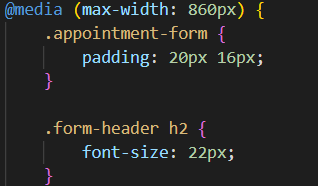 @media (max-width: 860px) {
    .appointment-form {
        padding: 20px 16px;
    }

    .form-header h2 {
        font-size: 22px;
    }